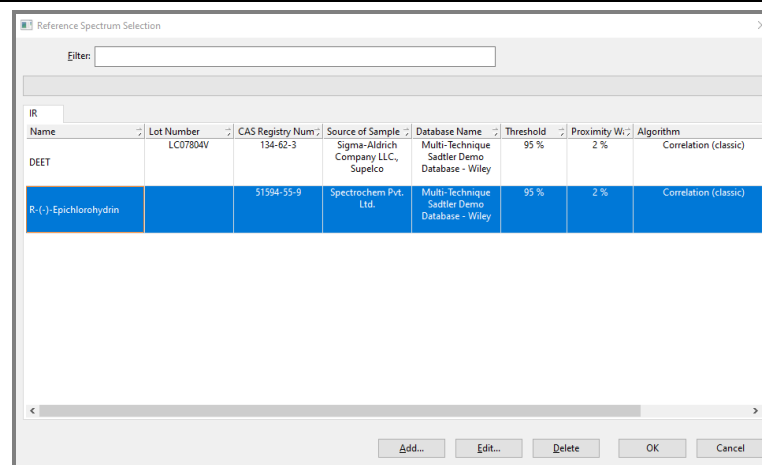 Reference Spectrum Selection
Filter:
IR
Name Lot Number CAS Registry Num Source of Sample Database Name Threshold Proximity W Algorithm
DEET LC07804V 134-62-3 Sigma-Aldrich Multi-Technique 95 % 2 % Correlation (classic)
Company LLC., Sadtler Demo
Supelco Database - Wiley
R-(-)-Epichlorohydrin 51594-55-9 Spectrochem Pvt. Multi-Technique 95 % 2 % Correlation (classic)
Ltd. Sadtler Demo
Database - Wiley
Add... Edit... Delete OK Cancel